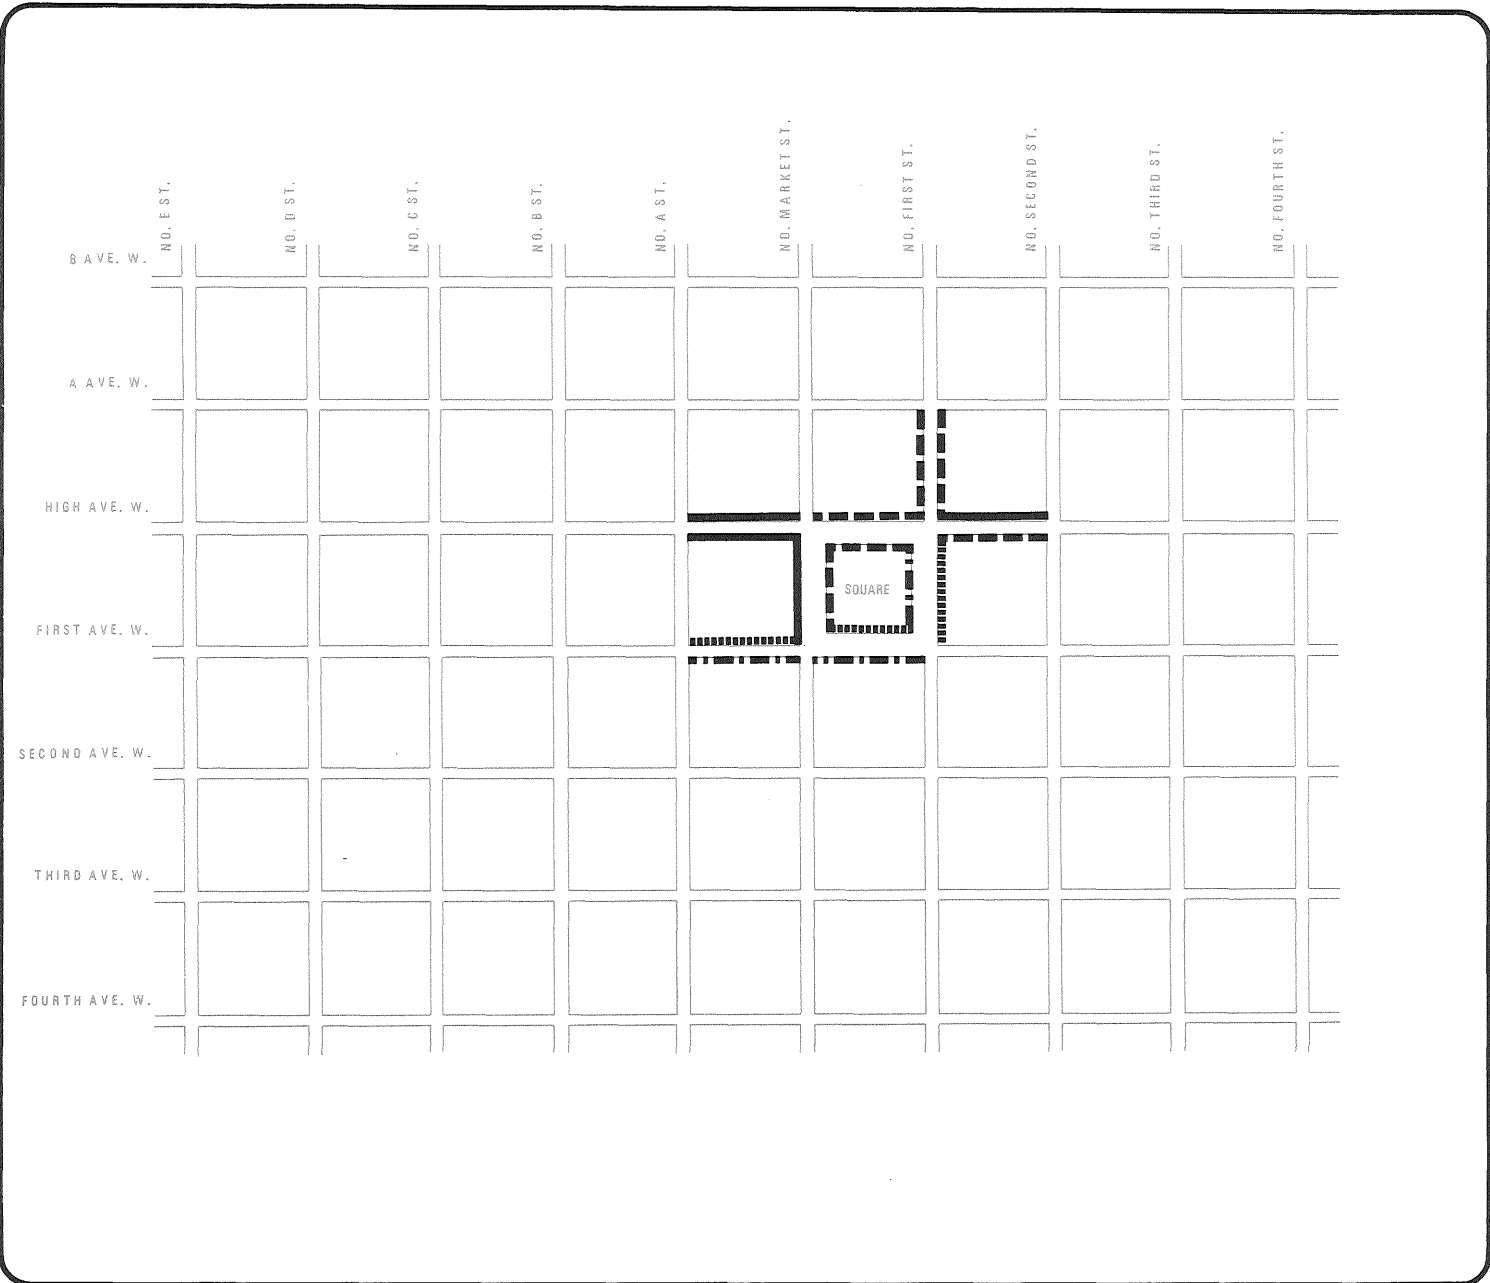 NO. E ST.
NO. D ST.
NO. C ST.
NO. B ST.
NO. A ST.
NO. MARKET ST.
NO. FIRST ST.
NO. SECOND ST.
NO. THIRD ST.
NO. FOURTH ST.
B AVE. W.
A AVE. W.
HIGH AVE. W.
SQUARE
FIRST AVE. W.
SECOND AVE. W.
THIRD AVE. W.
FOURTH AVE. W.